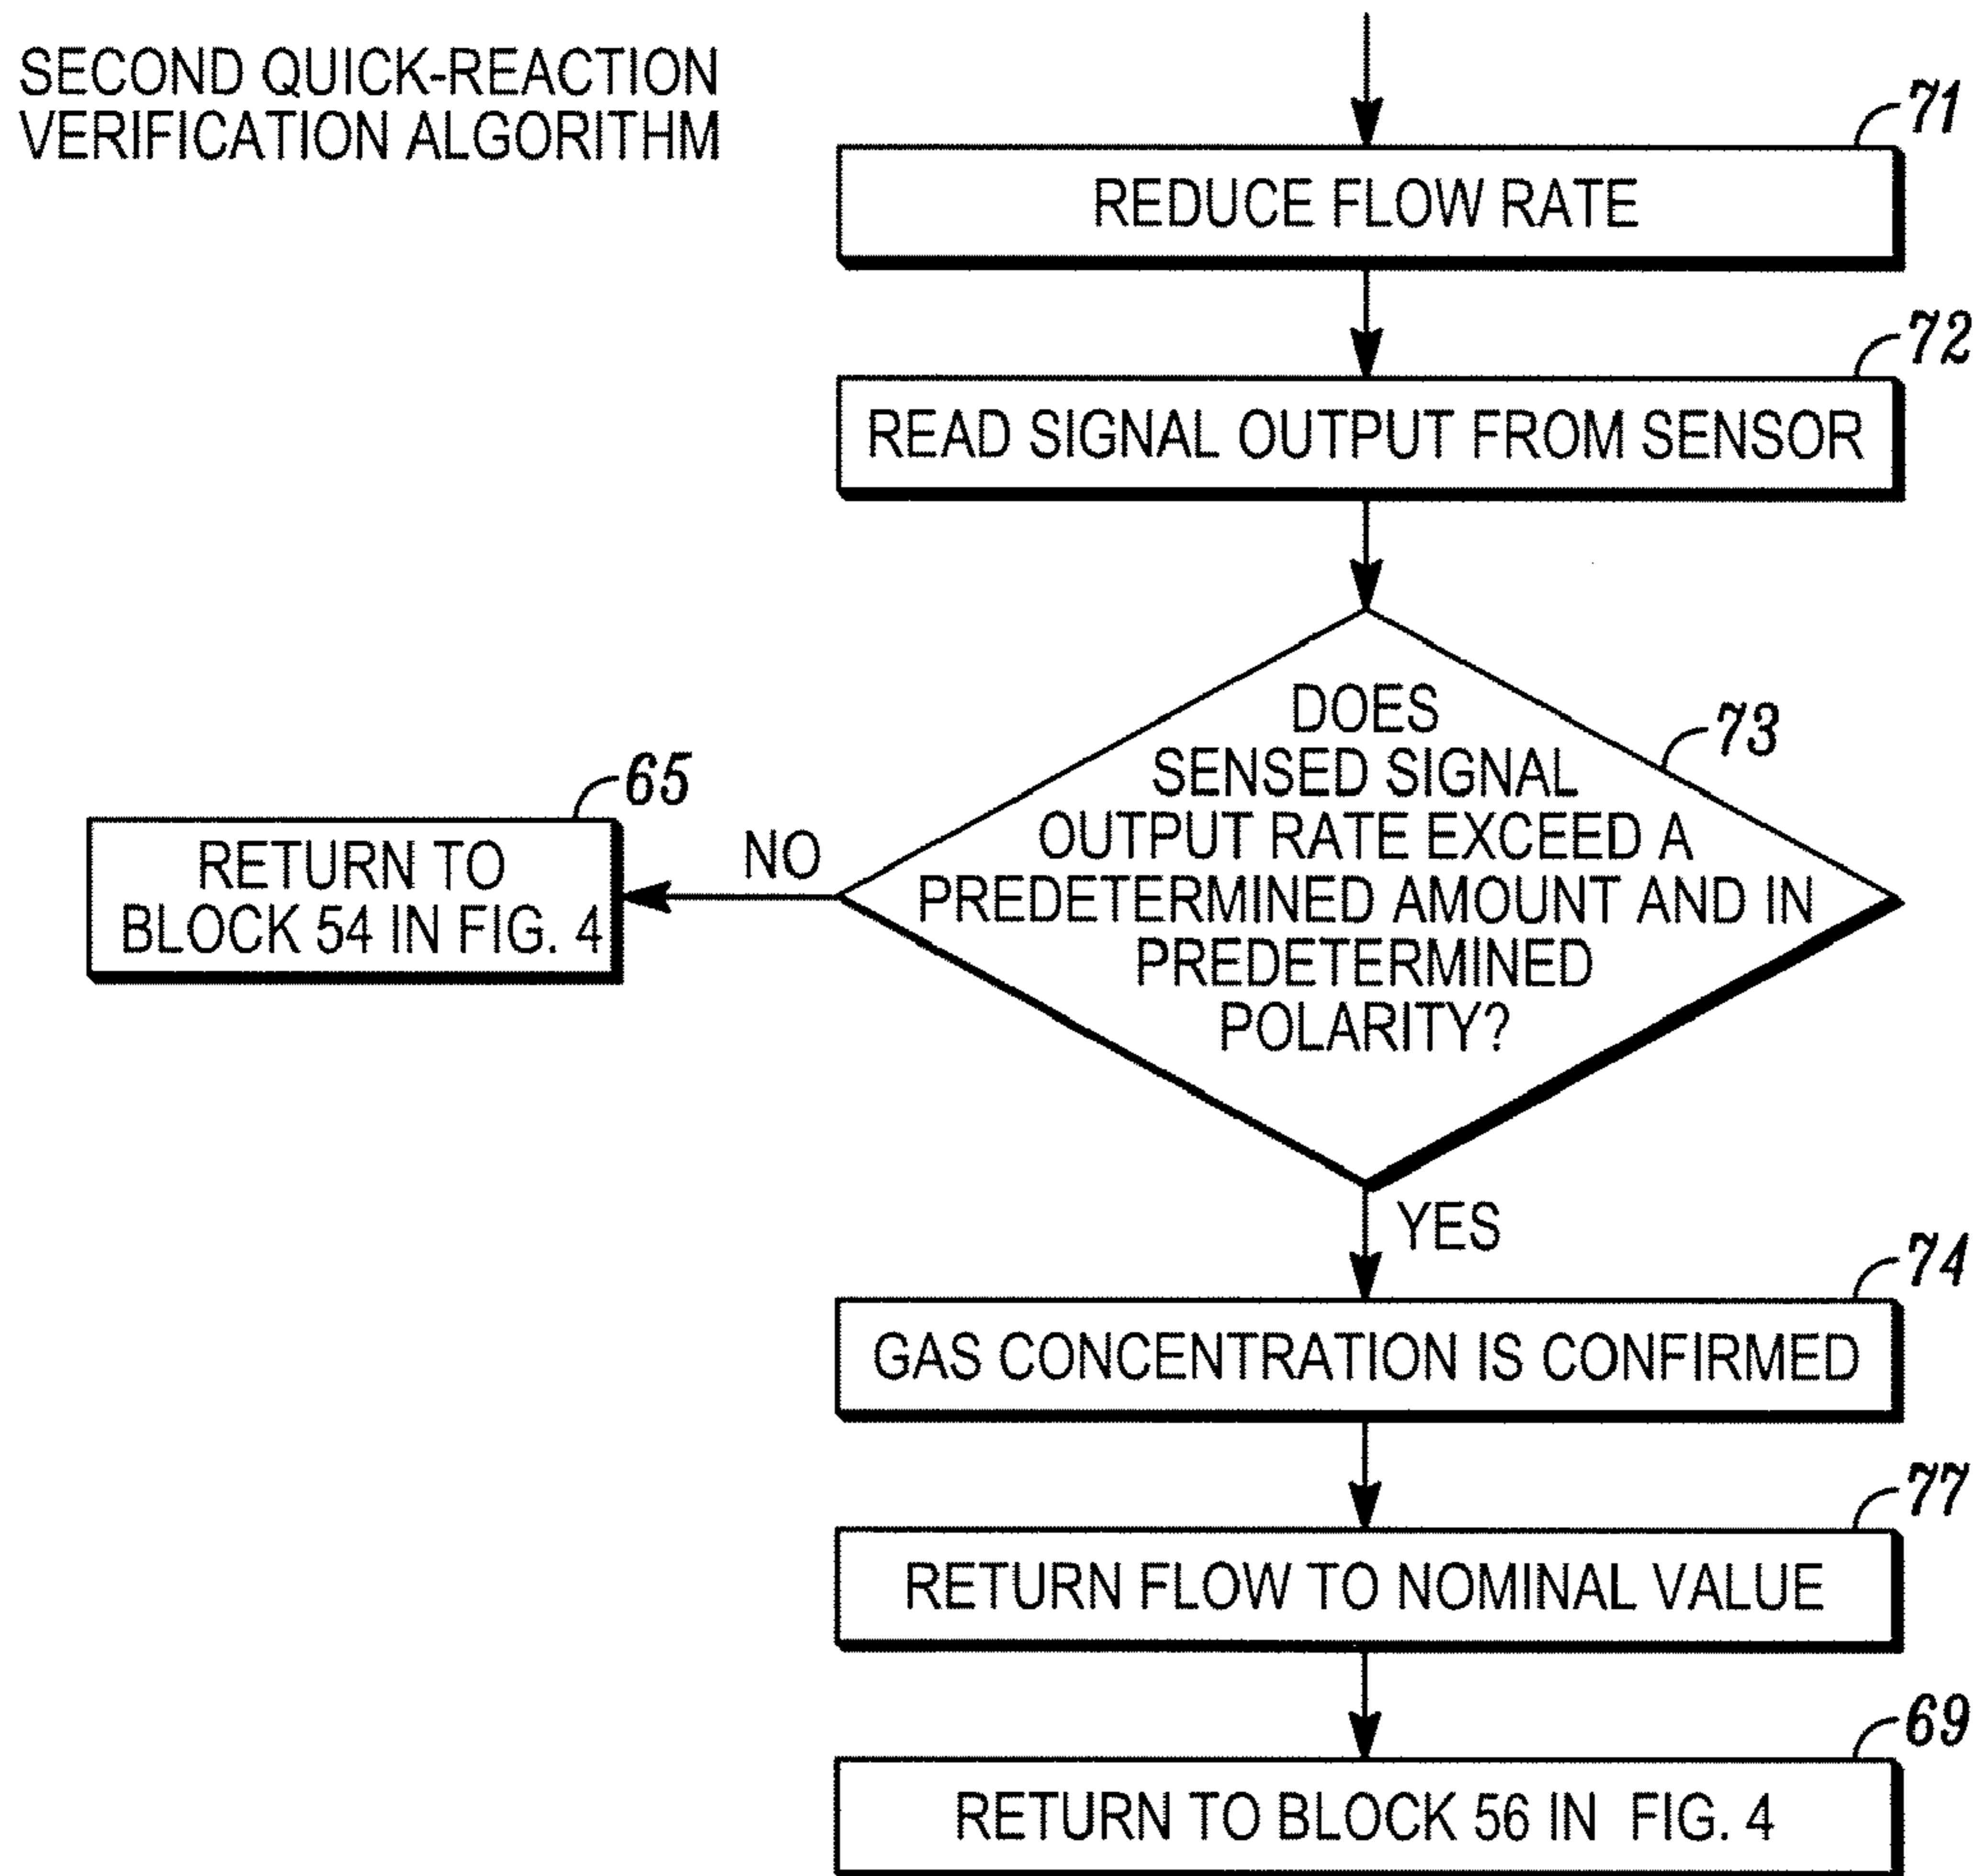 SECOND QUICK-REACTION
VERIFICATION ALGORITHM
71
REDUCE FLOW RATE
72
READ SIGNAL OUTPUT FROM SENSOR
73
DOES
SENSED SIGNAL
OUTPUT RATE EXCEED A
PREDETERMINED AMOUNT AND IN
PREDETERMINED
POLARITY?
NO
65
RETURN TO
BLOCK 54 IN FIG. 4
YES
74
GAS CONCENTRATION IS CONFIRMED
77
RETURN FLOW TO NOMINAL VALUE
69
RETURN TO BLOCK 56 IN FIG. 4